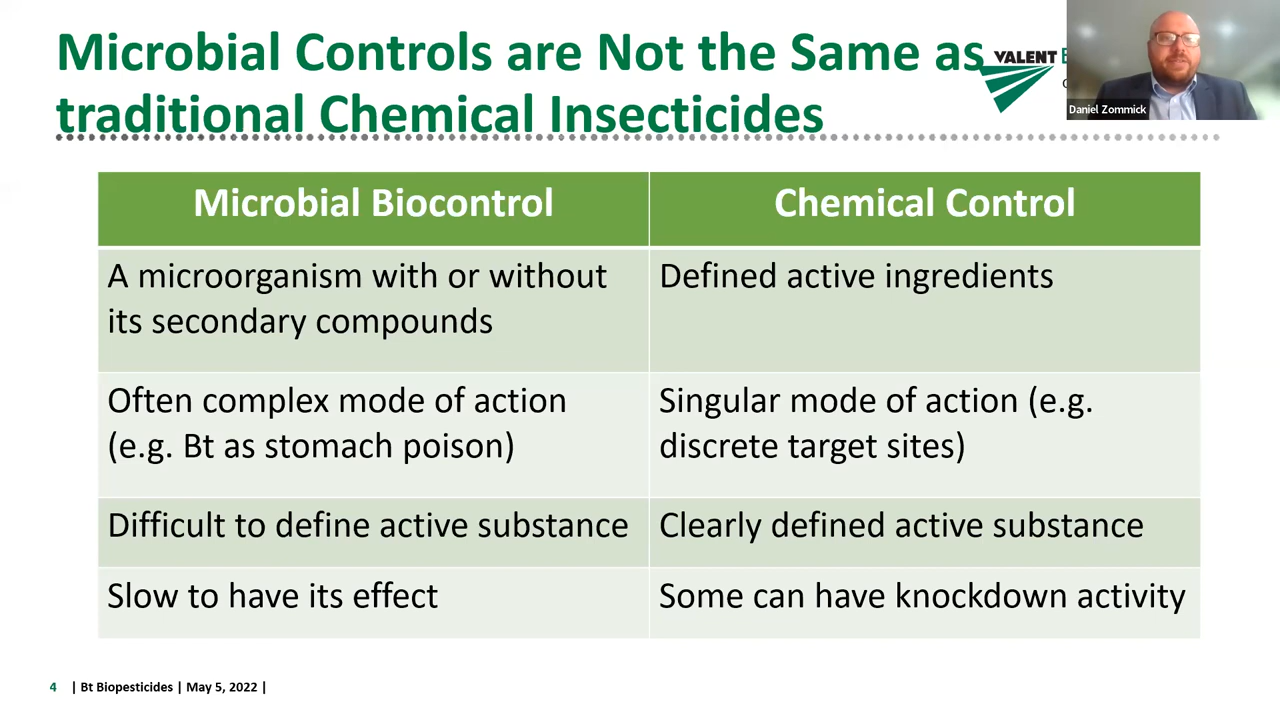 Microbial Controls are Not the Same as
traditional Chemical Insecticides
VALENT
Daniel Zommick
Microbial Biocontrol
Chemical Control
A microorganism with or without
its secondary compounds
Defined active ingredients
Often complex mode of action
(e.g. Bt as stomach poison)
Singular mode of action (e.g.
discrete target sites)
Difficult to define active substance
Clearly defined active substance
Slow to have its effect
Some can have knockdown activity
4 | Bt Biopesticides | May 5, 2022 |